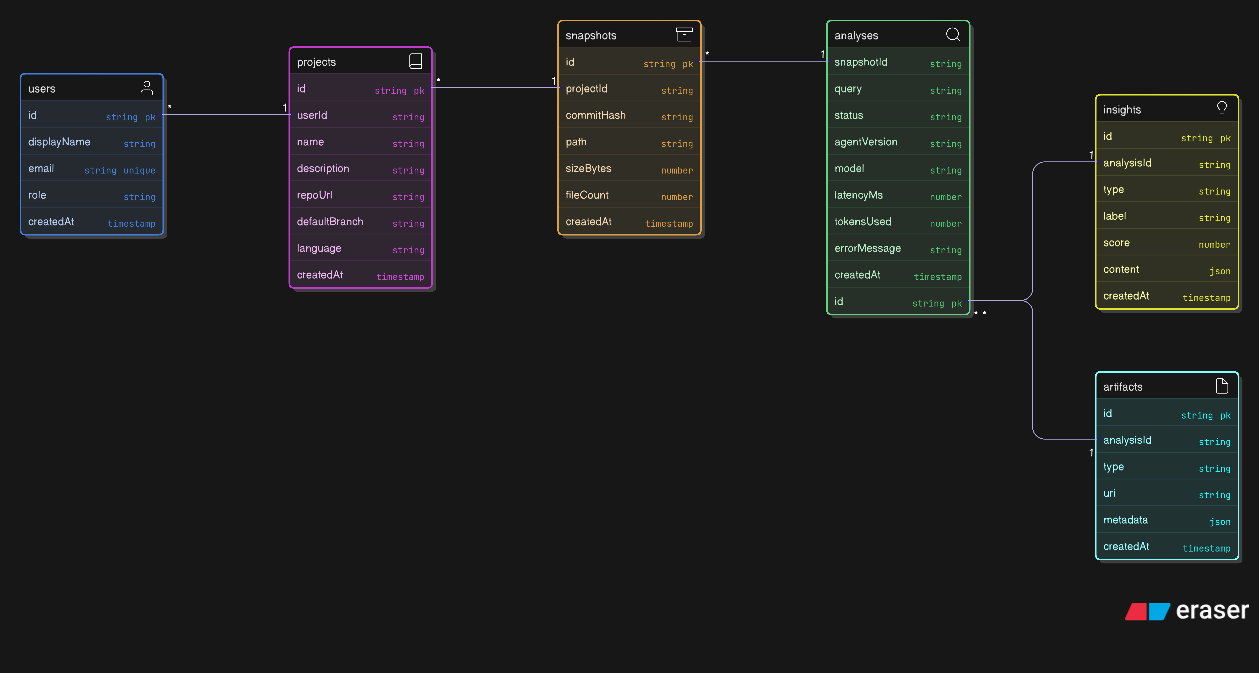 users
id string pk
displayName string
email string unique
role string
createdAt timestamp
* 1
projects
id string pk
userId string
name string
description string
repoUrl string
defaultBranch string
language string
createdAt timestamp
* 1
snapshots
id string pk
projectId string
commitHash string
path string
sizeBytes number
fileCount number
createdAt timestamp
* 1
analyses
snapshotId string
query string
status string
agentVersion string
model string
latencyMs number
tokensUsed number
errorMessage string
createdAt timestamp
id string pk
* *
1
insights
id string pk
analysisId string
type string
label string
score number
content json
createdAt timestamp
1
artifacts
id string pk
analysisId string
type string
uri string
metadata json
createdAt timestamp
eraser